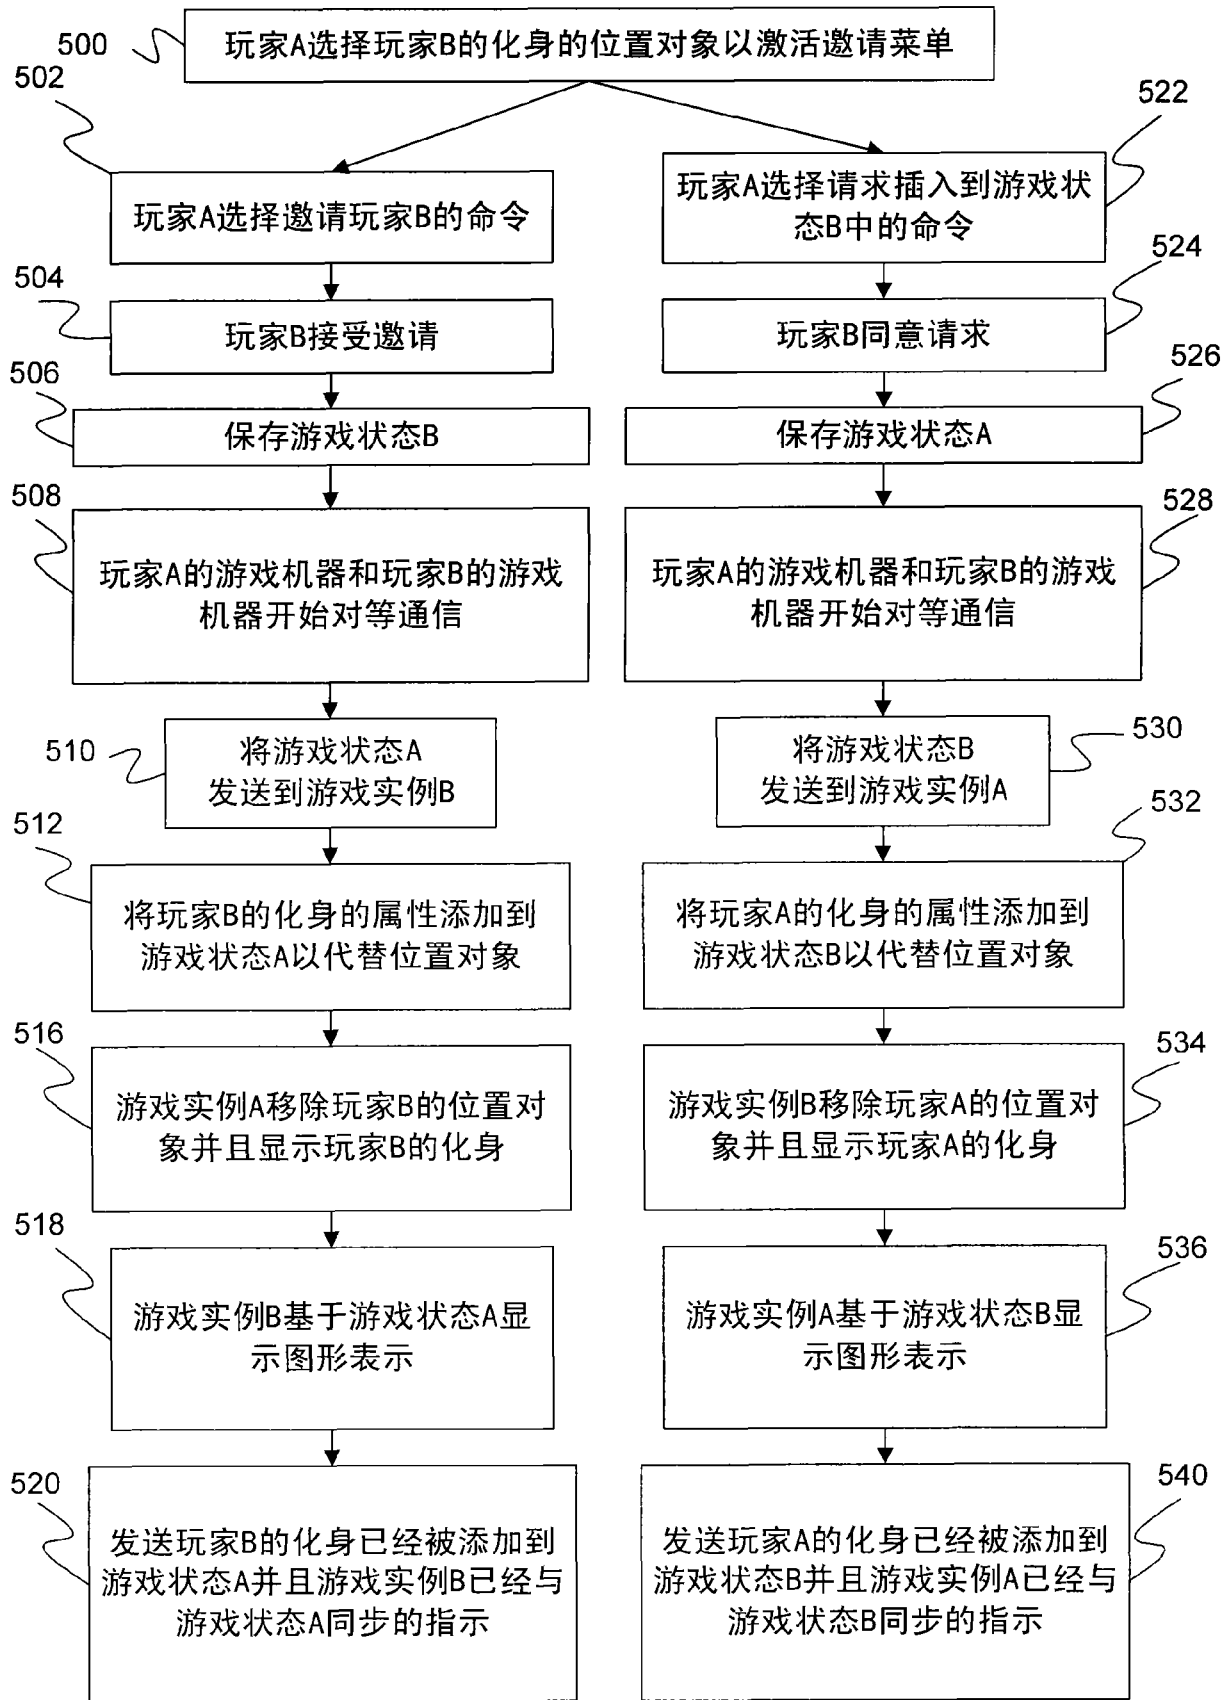 500
玩家A选择玩家B的化身的位置对象以激活邀请菜单
502
玩家A选择邀请玩家B的命令
504
玩家B接受邀请
506
保存游戏状态B
508
玩家A的游戏机器和玩家B的游戏
机器开始对等通信
510
将游戏状态A
发送到游戏实例B
512
将玩家B的化身的属性添加到
游戏状态A以代替位置对象
516
游戏实例A移除玩家B的位置对
象并且显示玩家B的化身
518
游戏实例B基于游戏状态A显
示图形表示
520
发送玩家B的化身已经被添加到
游戏状态A并且游戏实例B已经与
游戏状态A同步的指示
522
玩家A选择请求插入到游戏状
态B中的命令
524
玩家B同意请求
526
保存游戏状态A
528
玩家A的游戏机器和玩家B的游戏
机器开始对等通信
530
将游戏状态B
发送到游戏实例A
532
将玩家A的化身的属性添加到
游戏状态B以代替位置对象
534
游戏实例B移除玩家A的位置对
象并且显示玩家A的化身
536
游戏实例A基于游戏状态B显
示图形表示
540
发送玩家A的化身已经被添加到
游戏状态B并且游戏实例A已经与
游戏状态B同步的指示